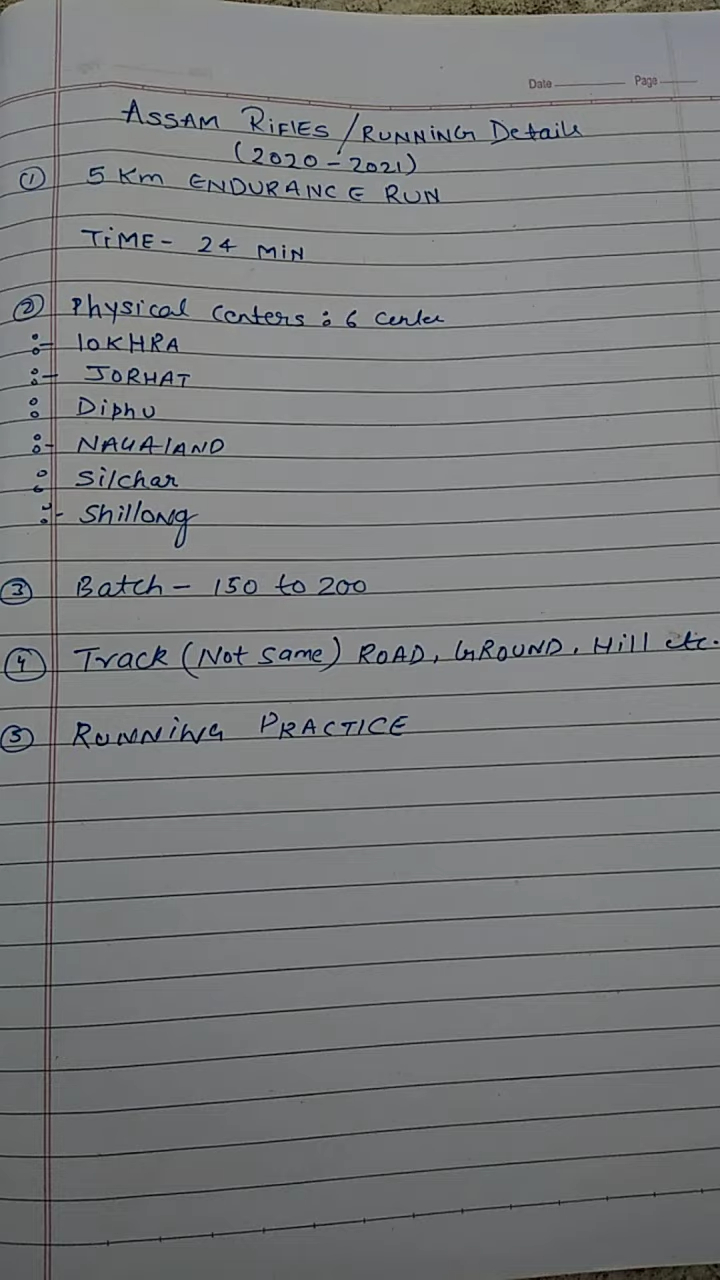 Date Page
ASSAM RIFlES / RUNNING Details
(2020-2021)
① 5 Km ENDURANCE RUN
TiME - 24 MiN
② Physical Centers : 6 Center
:- lOKHRA
:- JORHAT
: Diphu
:- NAGAlAND
: Silchar
:- Shillong
③ Batch - 150 to 200
④ Track (Not Same) ROAD, GROUND, Hill etc.
⑤ RUNNiNG PRACTICE